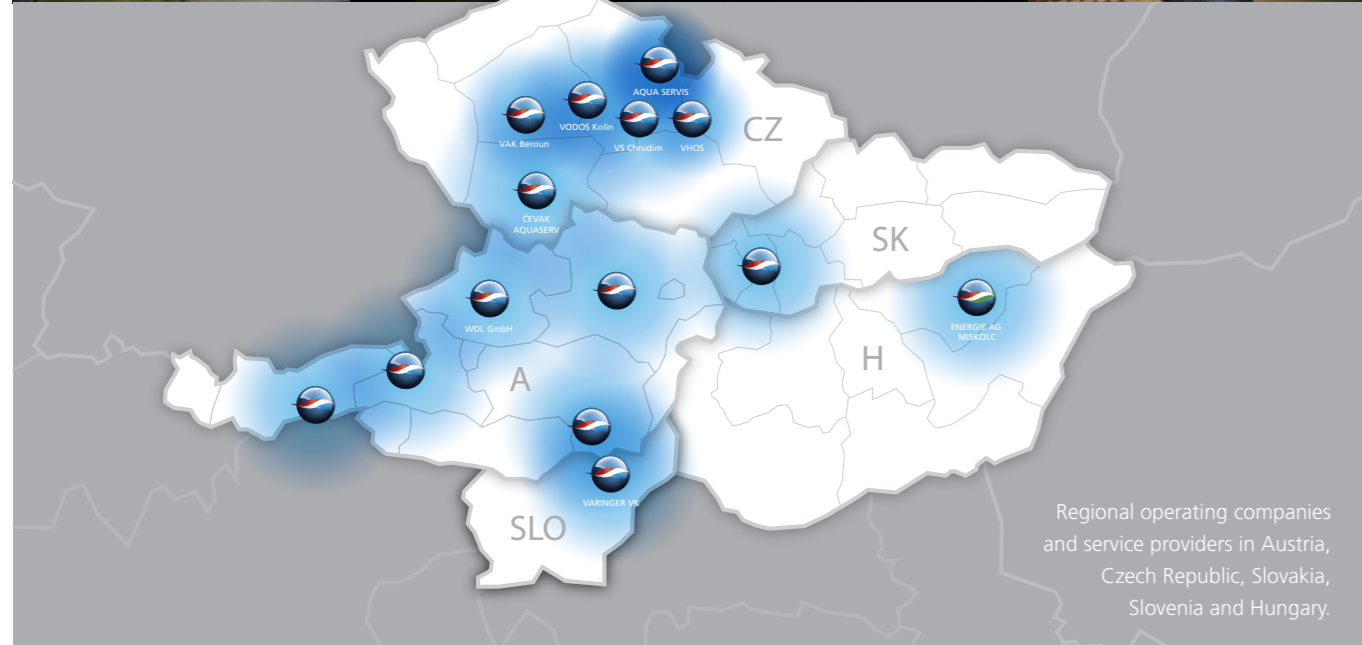 AQUA SERVIS
VODOS Kolín
VAK Beroun
VS Chrudim
VHOS
CZ
ČEVAK
AQUASERV
SK
WDL GmbH
ENERGIE AG
MISKOLC
H
A
VARINGER VK
SLO
Regional operating companies
and service providers in Austria,
Czech Republic, Slovakia,
Slovenia and Hungary.